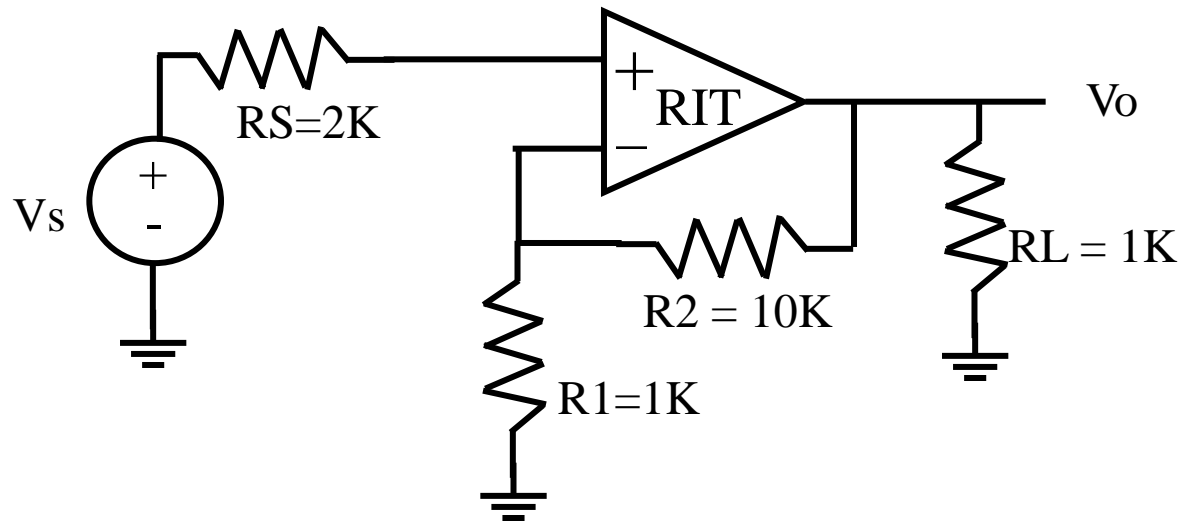 +
RIT
Vo
RS=2K
−
+
Vs
-
RL = 1K
R2 = 10K
R1=1K